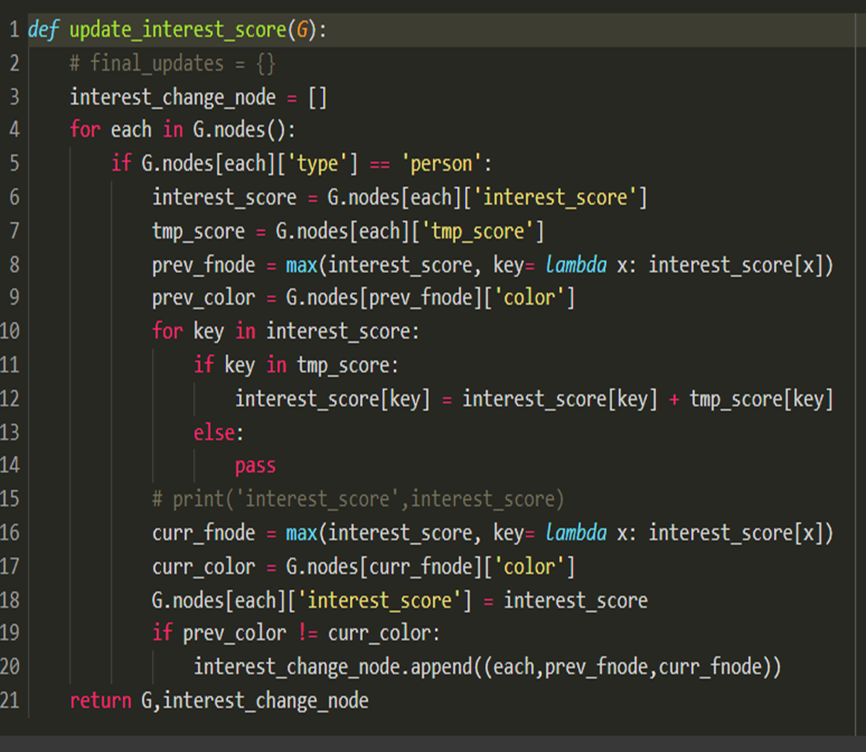 1 def update_interest_score(G):
2     # final_updates = {}
3     interest_change_node = []
4     for each in G.nodes():
5         if G.nodes[each]['type'] == 'person':
6             interest_score = G.nodes[each]['interest_score']
7             tmp_score = G.nodes[each]['tmp_score']
8             prev_fnode = max(interest_score, key= lambda x: interest_score[x])
9             prev_color = G.nodes[prev_fnode]['color']
10             for key in interest_score:
11                 if key in tmp_score:
12                     interest_score[key] = interest_score[key] + tmp_score[key]
13                 else:
14                     pass
15             # print('interest_score',interest_score)
16             curr_fnode = max(interest_score, key= lambda x: interest_score[x])
17             curr_color = G.nodes[curr_fnode]['color']
18             G.nodes[each]['interest_score'] = interest_score
19             if prev_color != curr_color:
20                 interest_change_node.append((each,prev_fnode,curr_fnode))
21     return G,interest_change_node